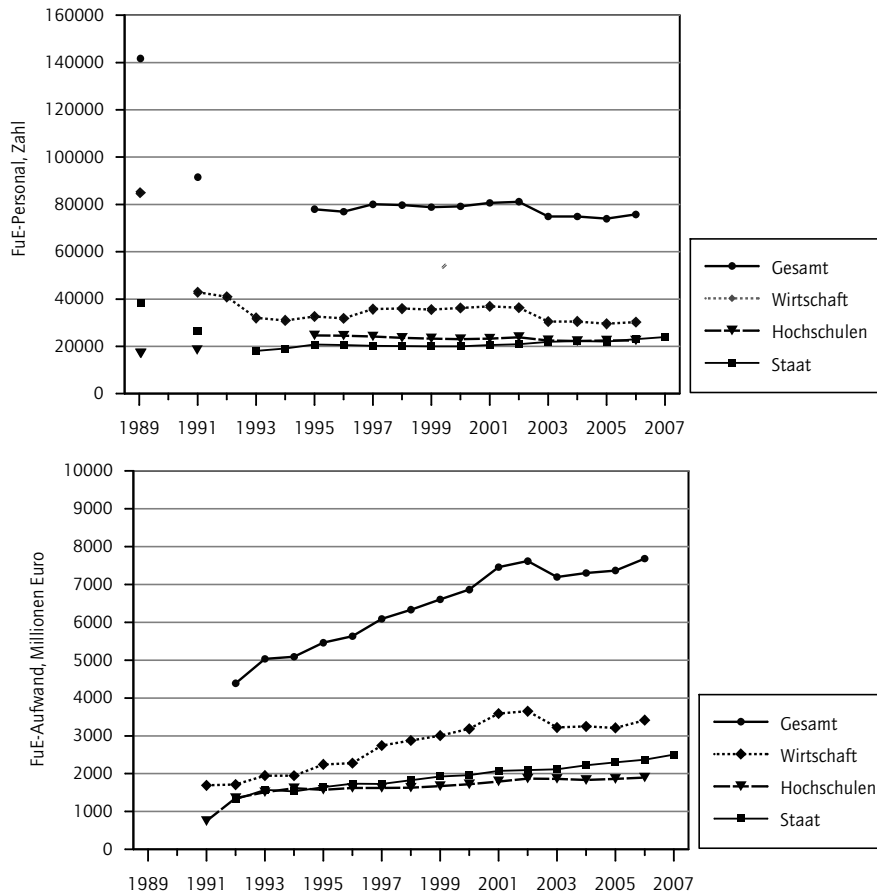 160000
140000
120000
100000
80000
60000
40000
20000
0
FuE-Personal, Zahl
1989 1991 1993 1995 1997 1999 2001 2003 2005 2007
Gesamt
Wirtschaft
Hochschulen
Staat
10000
9000
8000
7000
6000
5000
4000
3000
2000
1000
0
FuE-Aufwand, Millionen Euro
1989 1991 1993 1995 1997 1999 2001 2003 2005 2007
Gesamt
Wirtschaft
Hochschulen
Staat